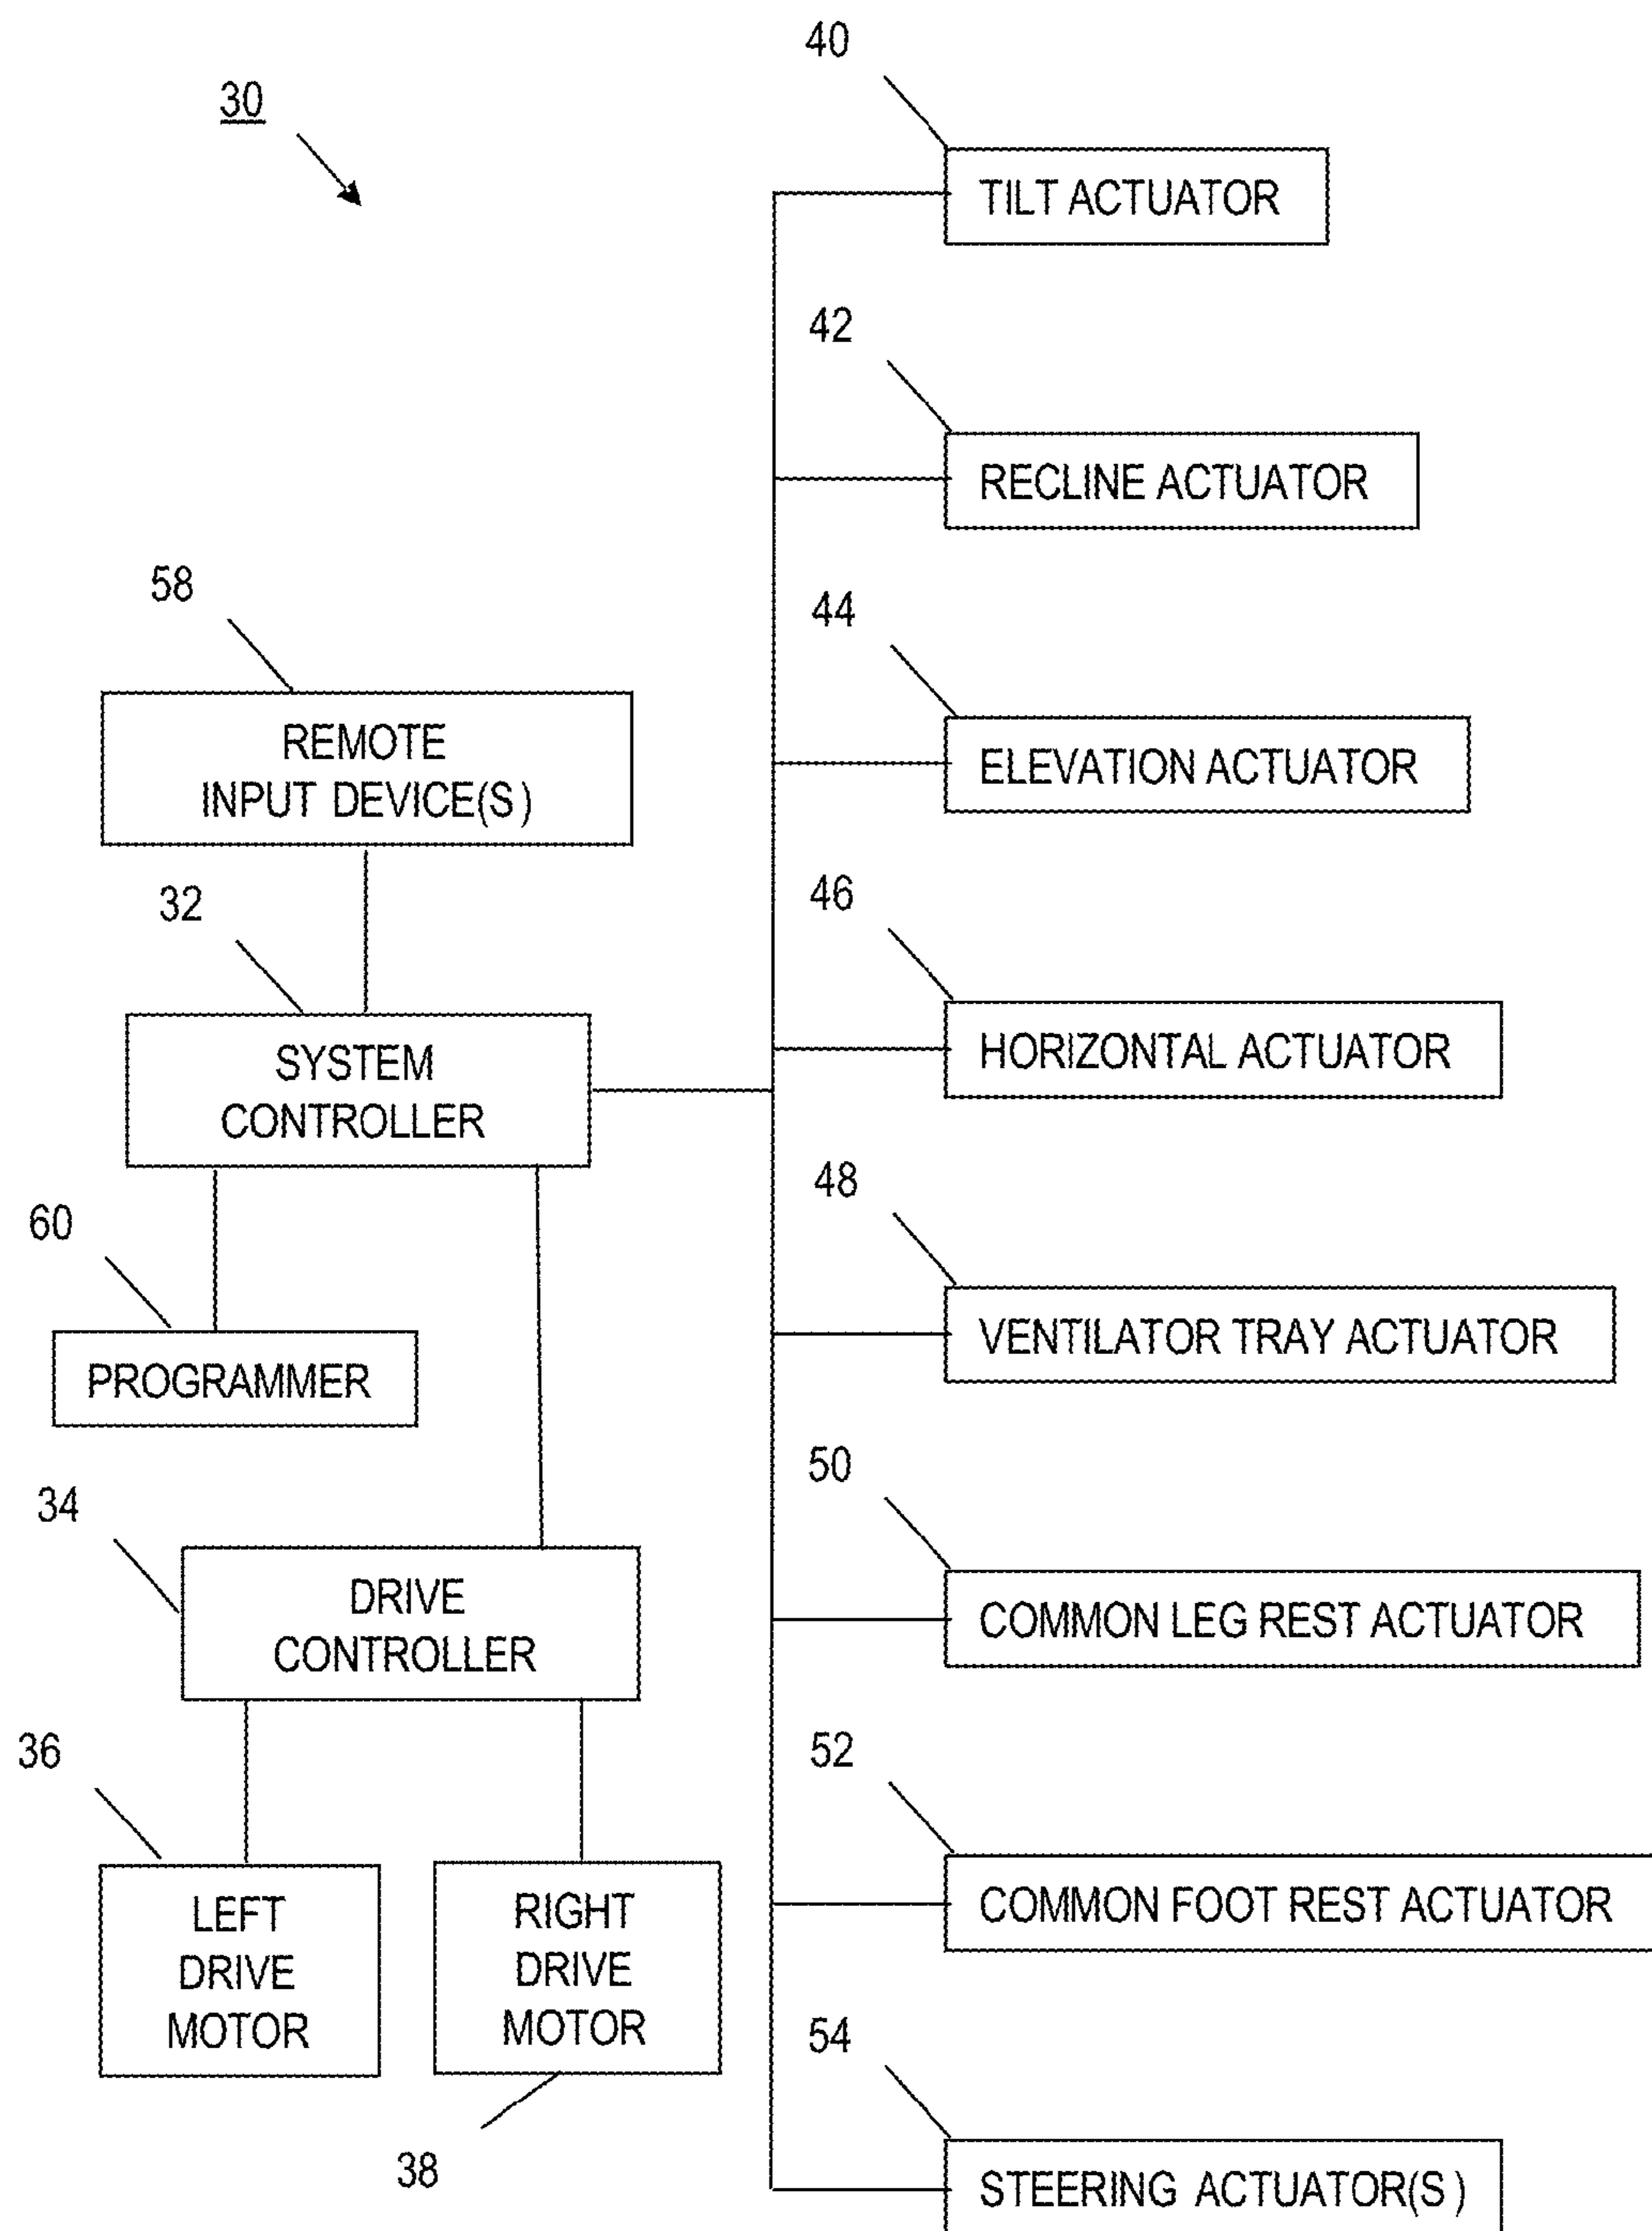 30
40
TILT ACTUATOR
42
RECLINE ACTUATOR
44
ELEVATION ACTUATOR
58
REMOTE
INPUT DEVICE(S)
46
HORIZONTAL ACTUATOR
32
SYSTEM
CONTROLLER
48
VENTILATOR TRAY ACTUATOR
60
PROGRAMMER
50
COMMON LEG REST ACTUATOR
34
DRIVE
CONTROLLER
52
COMMON FOOT REST ACTUATOR
36
LEFT
DRIVE
MOTOR
RIGHT
DRIVE
MOTOR
38
54
STEERING ACTUATOR(S)